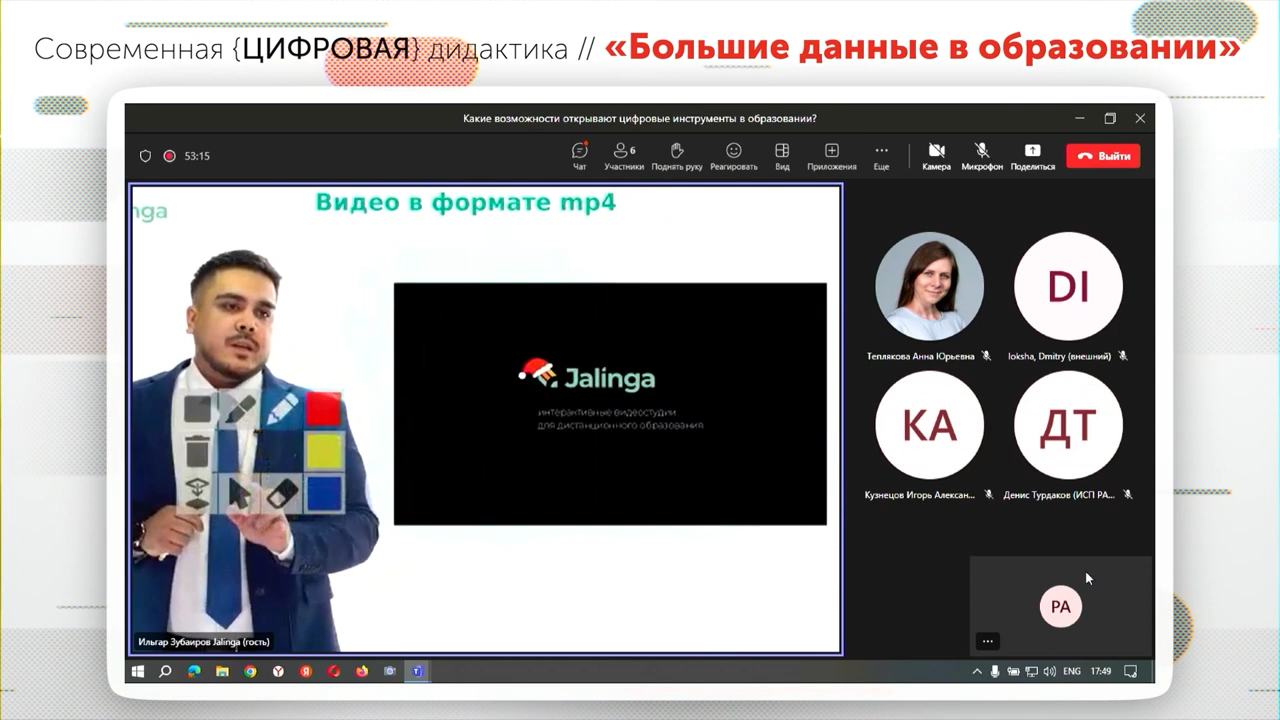 Современная {ЦИФРОВАЯ} дидактика // «Большие данные в образовании»
Какие возможности открывают цифровые инструменты в образовании?
53:15
Чат
Участники
6
Поднять руку
Реагировать
Вид
Приложения
Еще
Камера
Микрофон
Поделиться
Выйти
nga
Видео в формате mp4
Jalinga
интерактивные видеостудии
для дистанционного образования
Ильгар Зубаиров Jalinga (гость)
Теплякова Анна Юрьевна
DI
Ioksha, Dmitry (внешний)
КА
Кузнецов Игорь Алексан...
ДТ
Денис Турдаков (ИСП РА...
РА
ENG
17:49